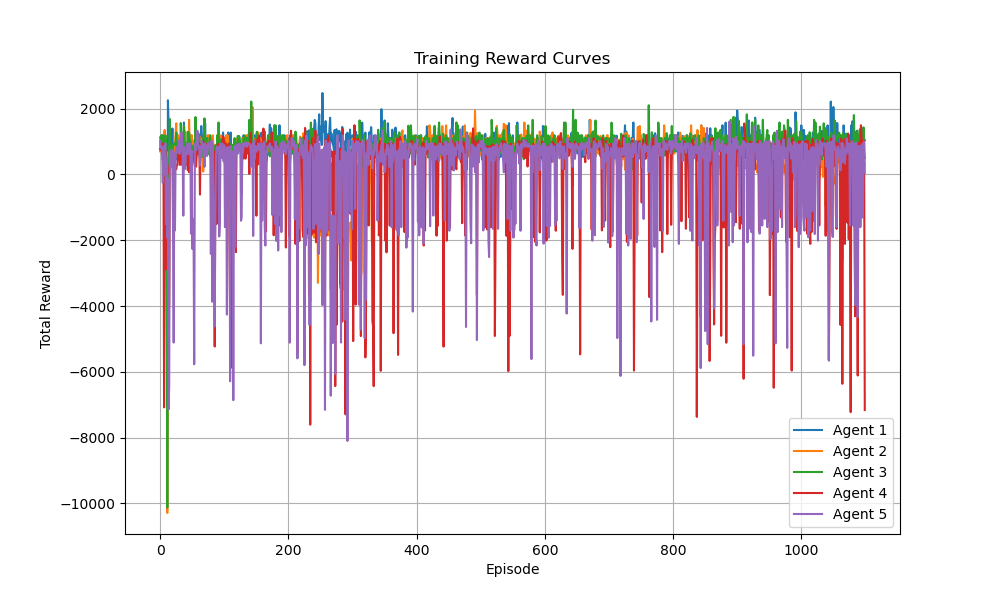 Training Reward Curves
Total Reward
2000
0
−2000
−4000
−6000
−8000
−10000
0
200
400
600
800
1000
Episode
Agent 1
Agent 2
Agent 3
Agent 4
Agent 5